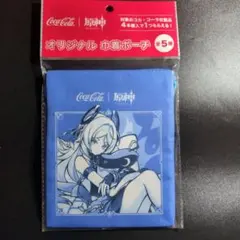 Coca-Cola 原神
対象のコカ・コーラ社製品
4本購入で1つもらえる!
オリジナル 巾着ポーチ 第5弾
Coca-Cola 原神